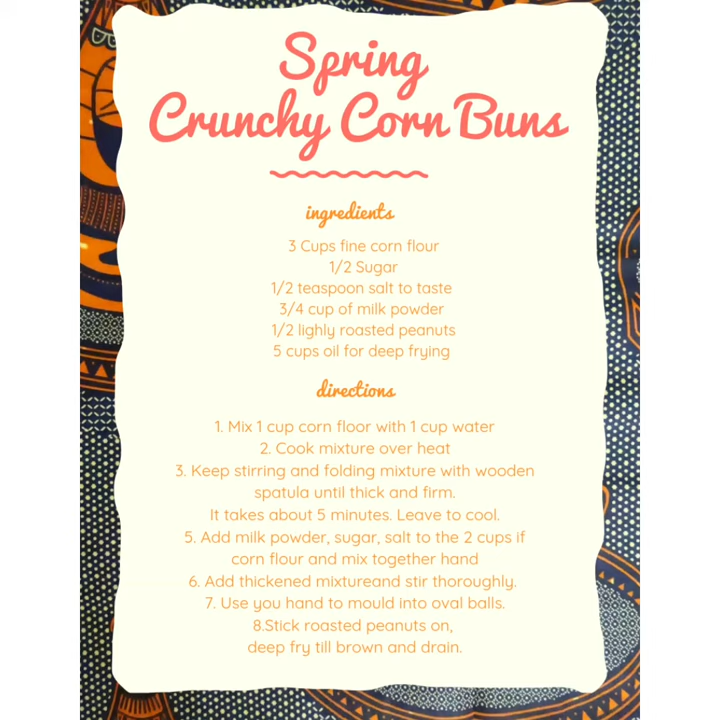 Spring
Crunchy Corn Buns
ingredients
3 Cups fine corn flour
1/2 Sugar
1/2 teaspoon salt to taste
3/4 cup of milk powder
1/2 lighly roasted peanuts
5 cups oil for deep frying
directions
1. Mix 1 cup corn floor with 1 cup water
2. Cook mixture over heat
3. Keep stirring and folding mixture with wooden
spatula until thick and firm.
It takes about 5 minutes. Leave to cool.
5. Add milk powder, sugar, salt to the 2 cups if
corn flour and mix together hand
6. Add thickened mixtureand stir thoroughly.
7. Use you hand to mould into oval balls.
8.Stick roasted peanuts on,
deep fry till brown and drain.